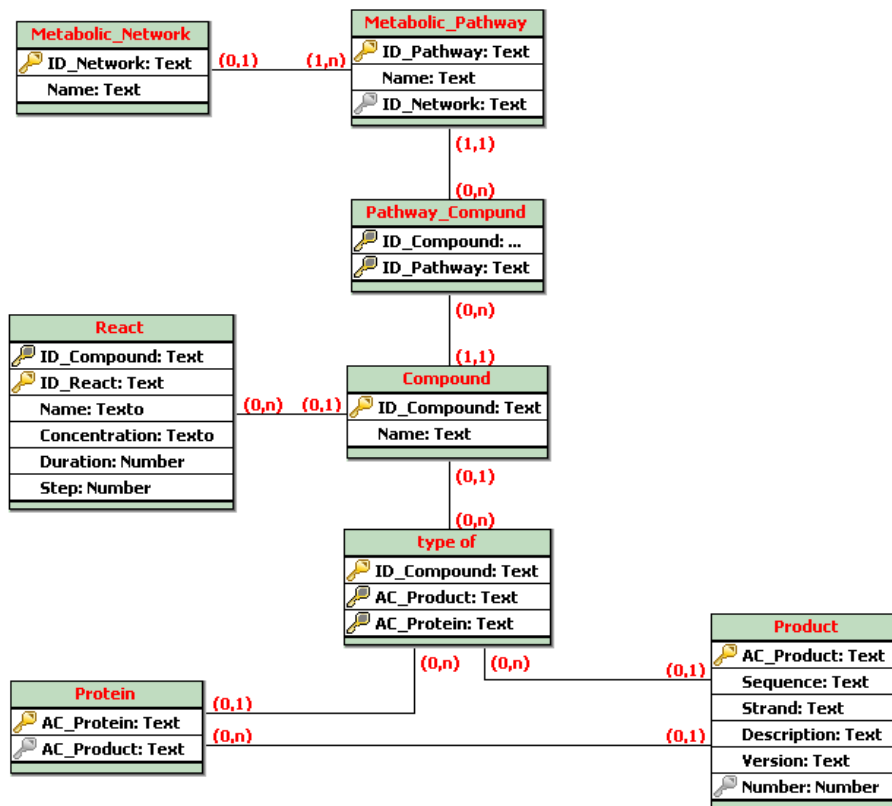 Metabolic_Network
ID_Network: Text
Name: Text
(0,1)
(1,n)
Metabolic_Pathway
ID_Pathway: Text
Name: Text
ID_Network: Text
(1,1)
(0,n)
Pathway_Compund
ID_Compound: ...
ID_Pathway: Text
(0,n)
(1,1)
React
ID_Compound: Text
ID_React: Text
Name: Texto
Concentration: Texto
Duration: Number
Step: Number
(0,n)
(0,1)
Compound
ID_Compound: Text
Name: Text
(0,1)
(0,n)
type of
ID_Compound: Text
AC_Product: Text
AC_Protein: Text
(0,n)
(0,n)
Protein
AC_Protein: Text
AC_Product: Text
(0,1)
(0,n)
(0,1)
(0,1)
Product
AC_Product: Text
Sequence: Text
Strand: Text
Description: Text
Version: Text
Number: Number